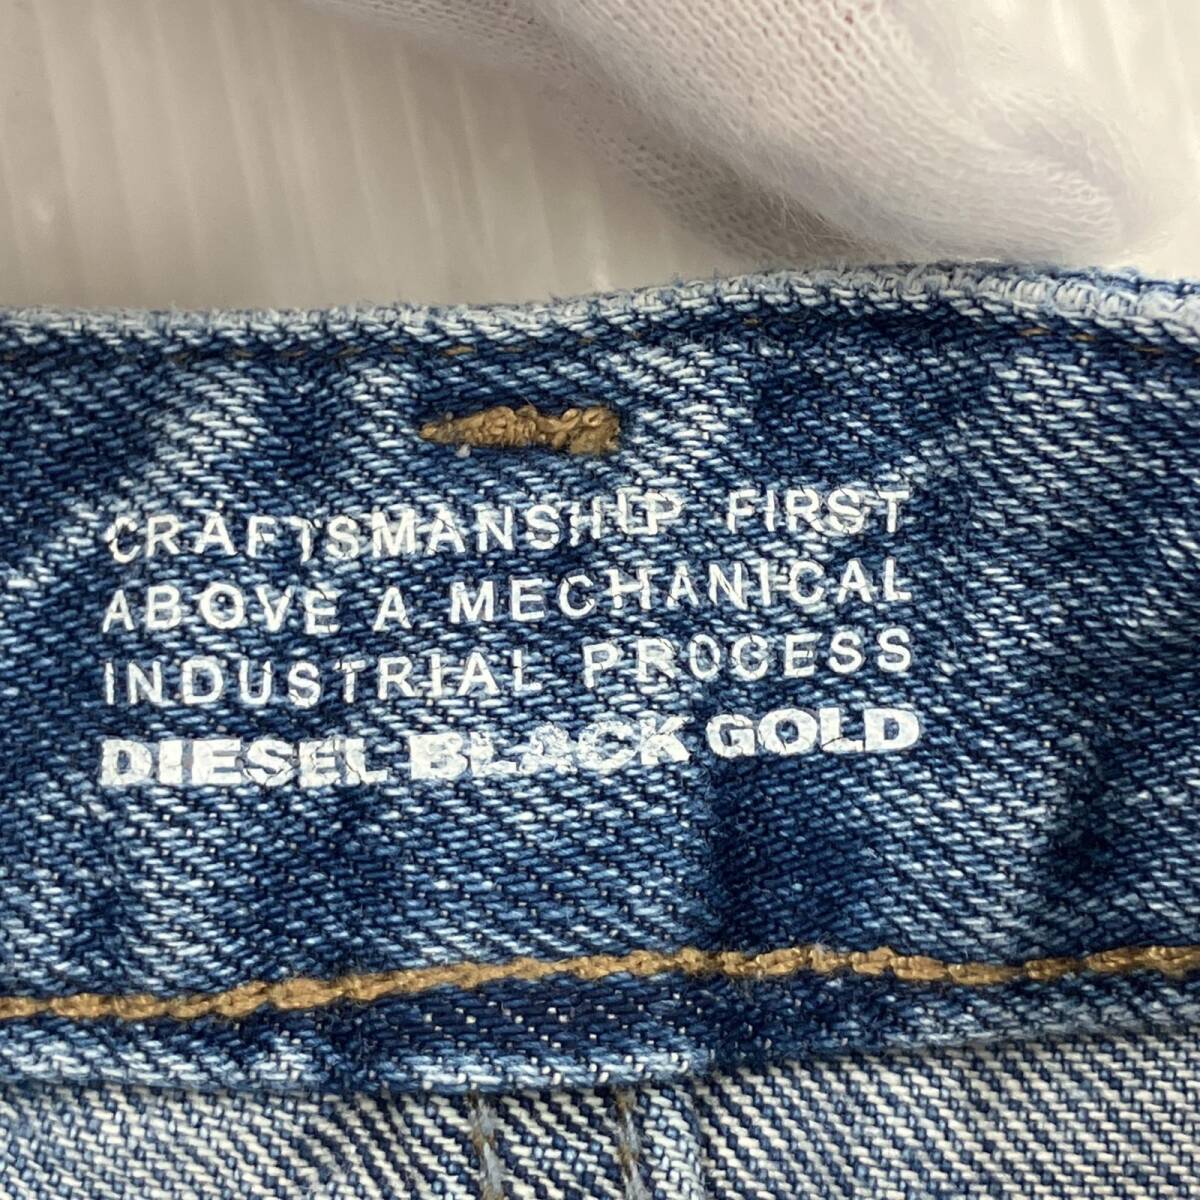 CRAFTSMANSHIP FIRST
ABOVE A MECHANICAL
INDUSTRIAL PROCESS
DIESEL BLACK GOLD